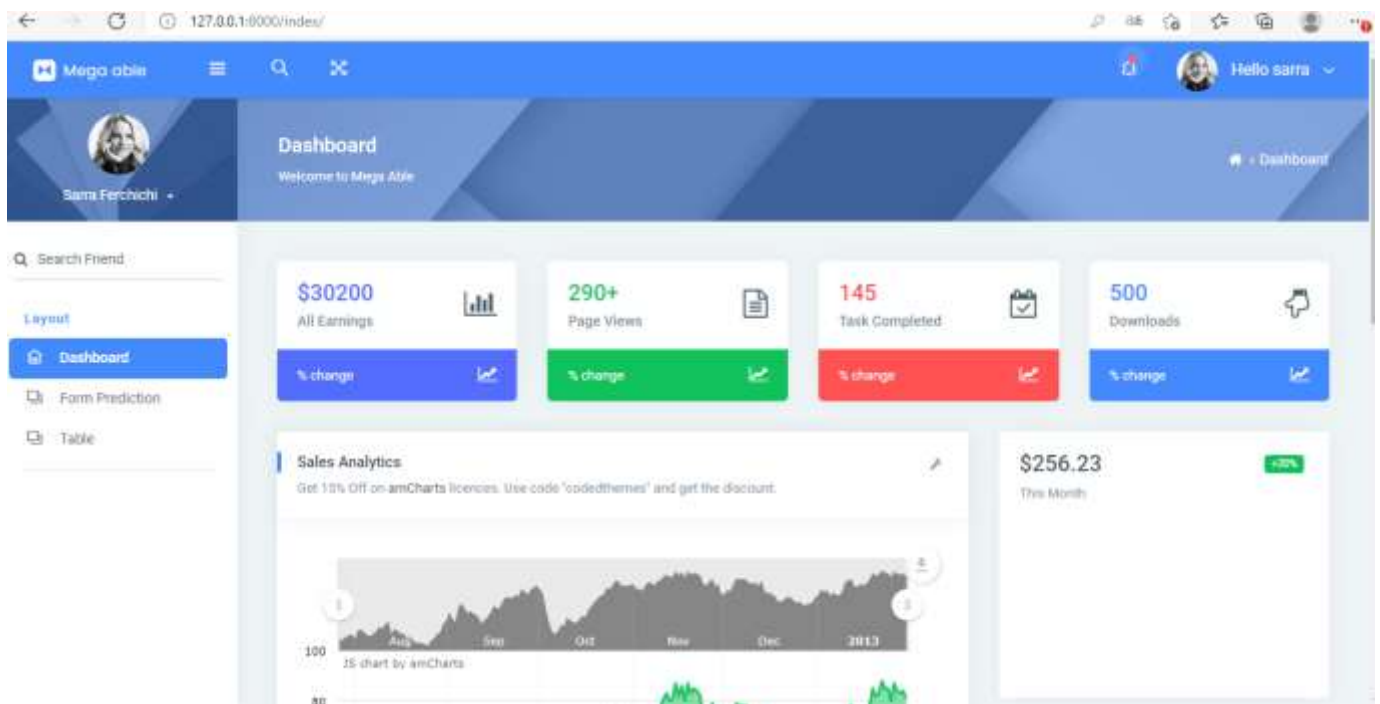 127.0.0.1:8000/index/
Mega able
Hello sarra
Sarra Ferchichi
Dashboard
Welcome to Mega Able
Dashboard
Search Friend
Layout
Dashboard
Form Prediction
Table
$30200
All Earnings
% change
290+
Page Views
% change
145
Task Completed
% change
500
Downloads
% change
Sales Analytics
Get 15% Off on amCharts licences. Use code "codedthemes" and get the discount.
$256.23
+20%
This Month
Aug Sep Oct Nov Dec 2013
100
JS chart by amCharts
80